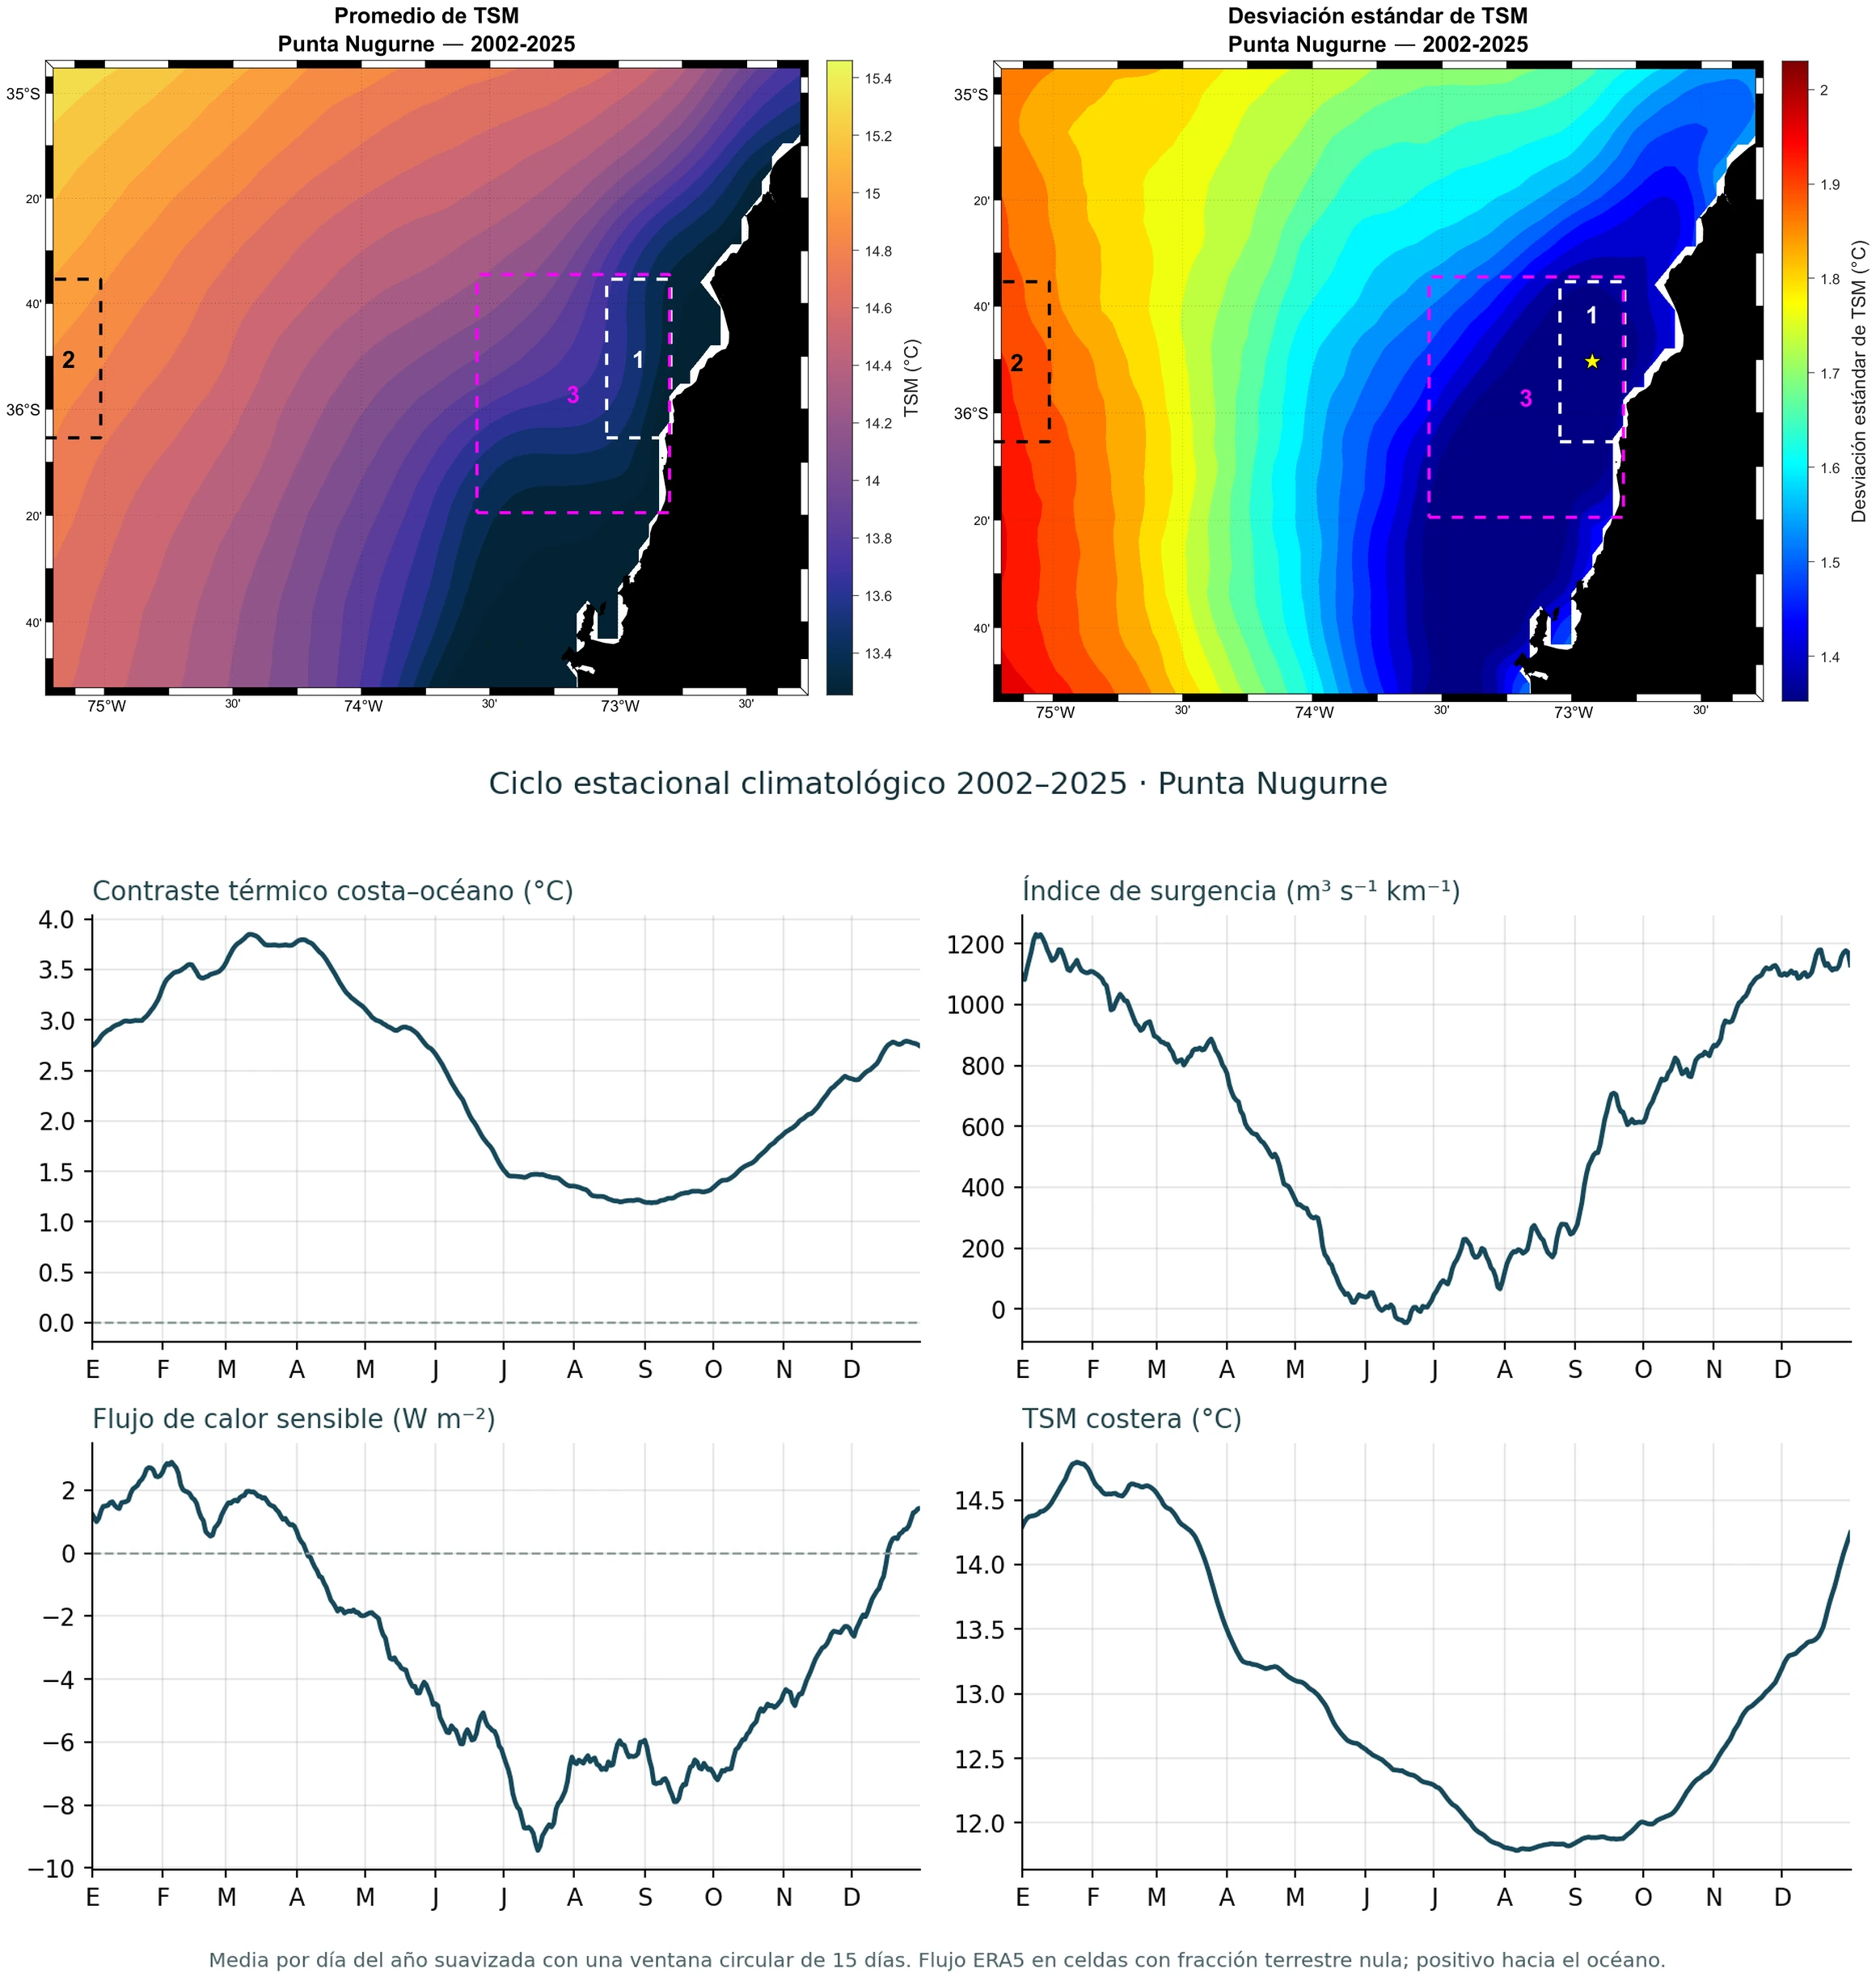 Promedio de TSM
Punta Nugurne — 2002-2025
35°S
20'
40'
36°S
20'
40'
75°W
30'
74°W
30'
73°W
30'
2
1
3
15.4
15.2
15
14.8
14.6
14.4
14.2
14
13.8
13.6
13.4
TSM (°C)
Desviación estándar de TSM
Punta Nugurne — 2002-2025
35°S
20'
40'
36°S
20'
40'
75°W
30'
74°W
30'
73°W
30'
2
1
3
2
1.9
1.8
1.7
1.6
1.5
1.4
Desviación estándar de TSM (°C)
Ciclo estacional climatológico 2002–2025 · Punta Nugurne
Contraste térmico costa–océano (°C)
4.0
3.5
3.0
2.5
2.0
1.5
1.0
0.5
0.0
E F M A M J J A S O N D
Índice de surgencia (m³ s⁻¹ km⁻¹)
1200
1000
800
600
400
200
0
E F M A M J J A S O N D
Flujo de calor sensible (W m⁻²)
2
0
−2
−4
−6
−8
−10
E F M A M J J A S O N D
TSM costera (°C)
14.5
14.0
13.5
13.0
12.5
12.0
E F M A M J J A S O N D
Media por día del año suavizada con una ventana circular de 15 días. Flujo ERA5 en celdas con fracción terrestre nula; positivo hacia el océano.